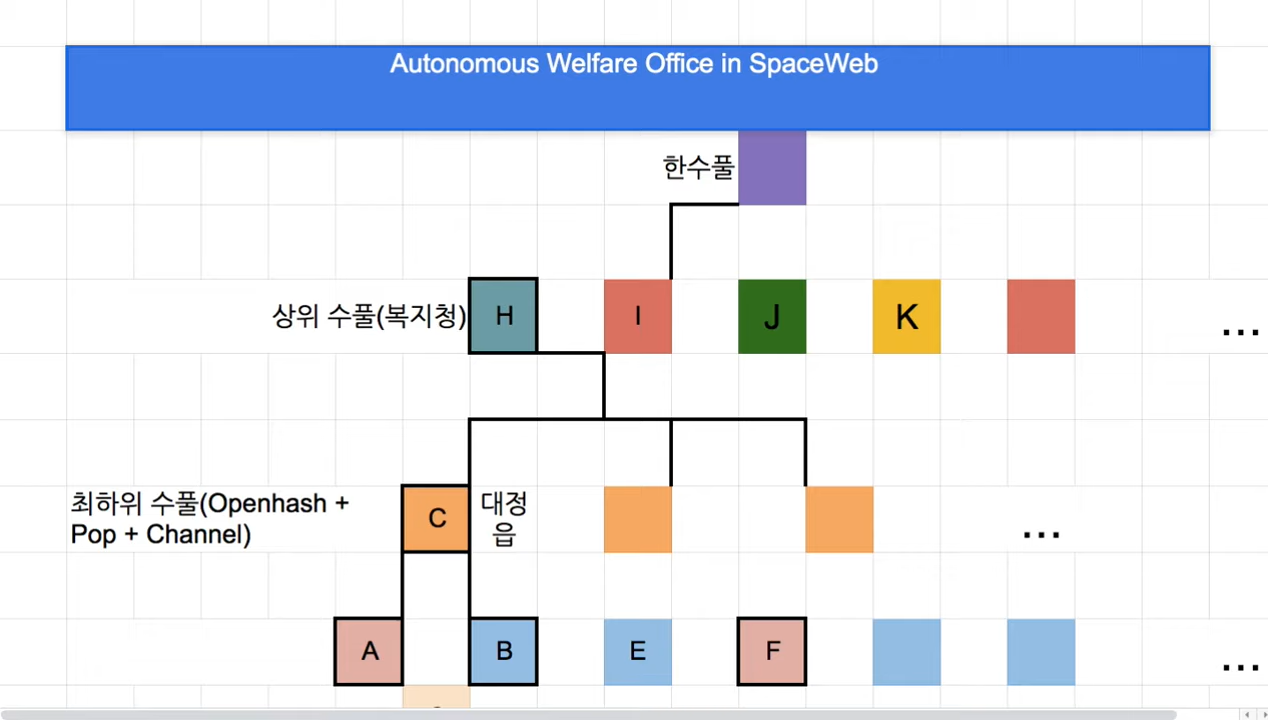 Autonomous Welfare Office in SpaceWeb
한수풀
상위 수풀(복지청)
H
I
J
K
...
최하위 수풀(Openhash +
Pop + Channel)
C
대정
읍
...
A
B
E
F
...